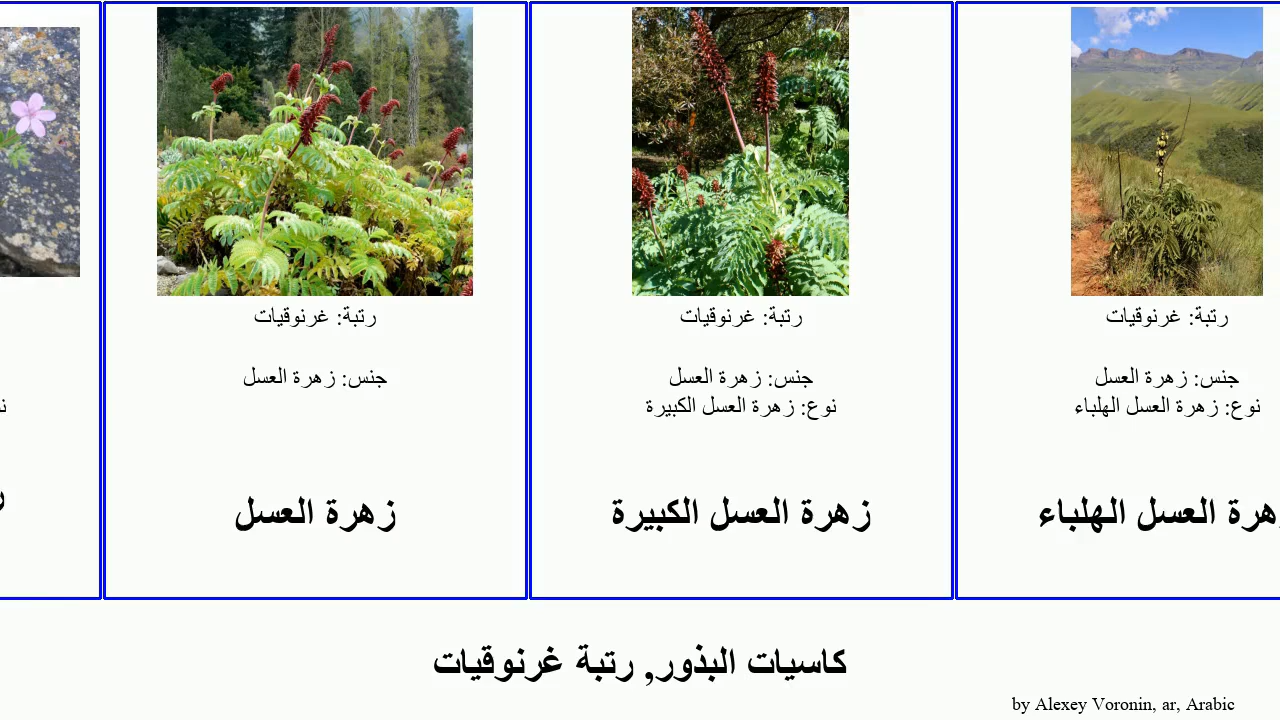 رتبة: غرنوقيات
جنس: زهرة العسل
زهرة العسل
رتبة: غرنوقيات
جنس: زهرة العسل
نوع: زهرة العسل الكبيرة
زهرة العسل الكبيرة
رتبة: غرنوقيات
جنس: زهرة العسل
نوع: زهرة العسل الهلباء
هرة العسل الهلباء
كاسيات البذور, رتبة غرنوقيات
by Alexey Voronin, ar, Arabic